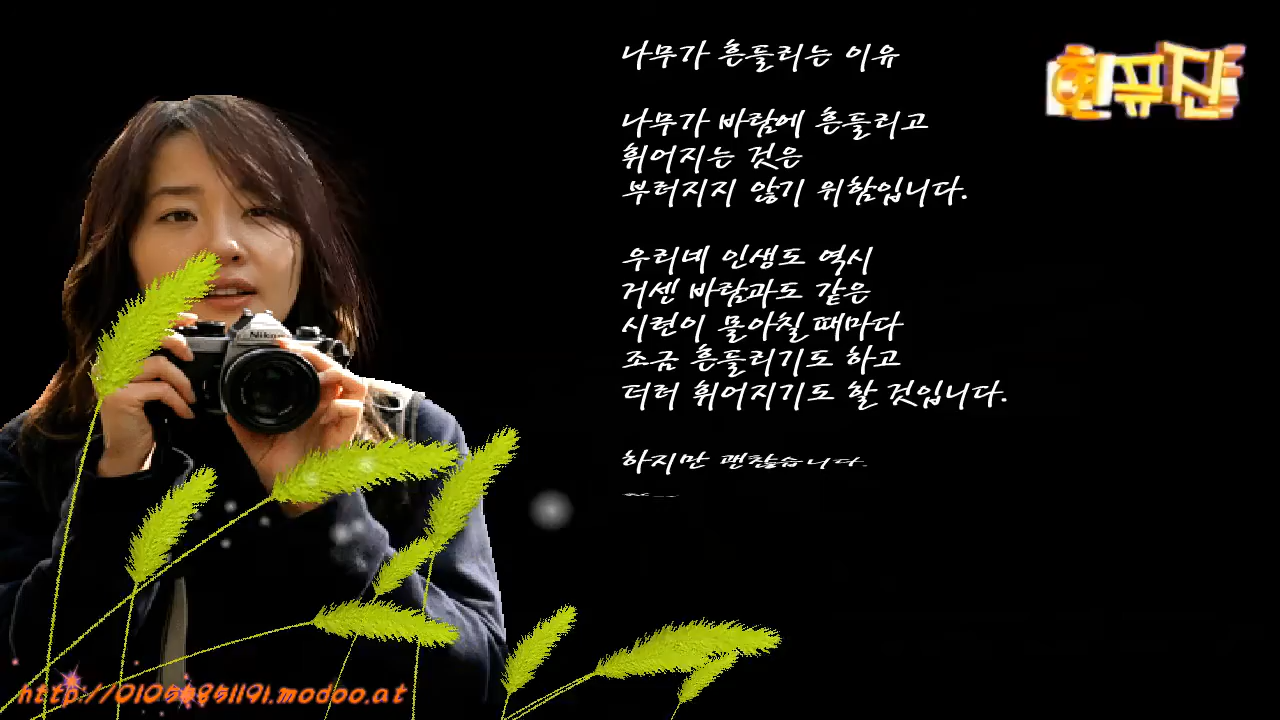 나무가 흔들리는 이유
현규진
나무가 바람에 흔들리고
휘어지는 것은
부러지지 않기 위함입니다.
우리네 인생도 역시
거센 바람과도 같은
시련이 몰아칠 때마다
조금 흔들리기도 하고
더러 휘어지기도 할 것입니다.
하지만 괜찮습니다.
Nikon